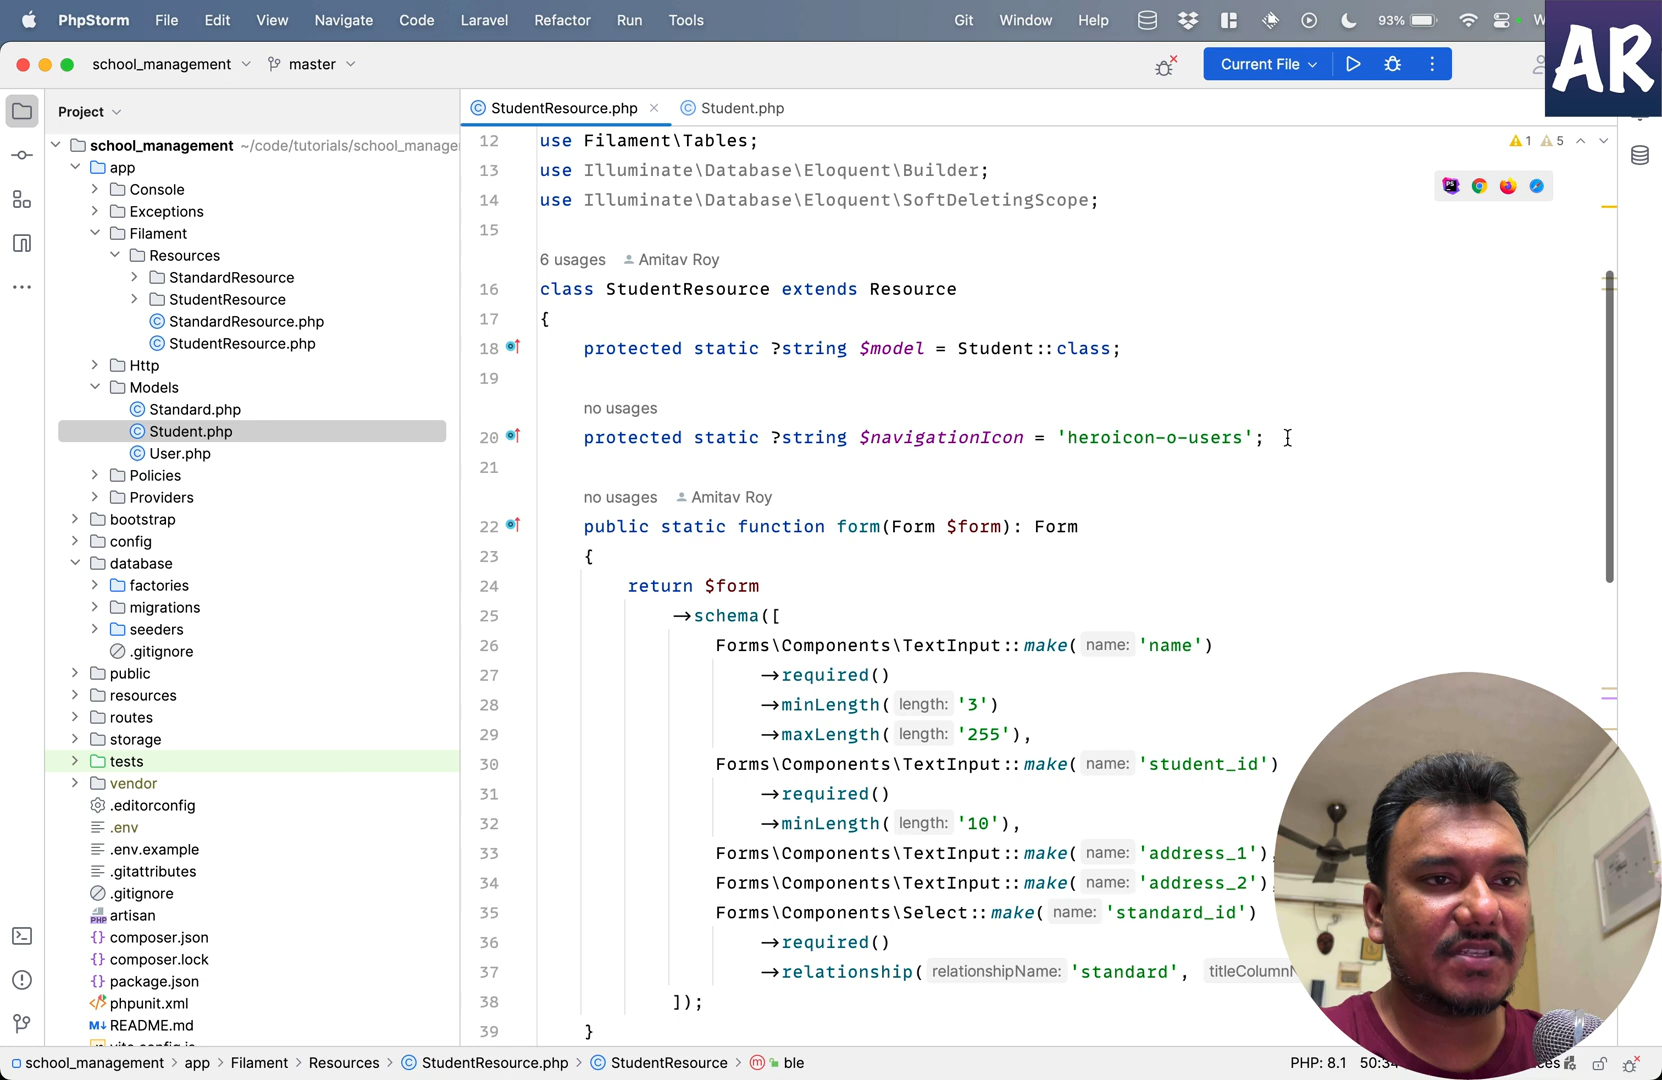 PhpStorm File Edit View Navigate Code Laravel Refactor Run Tools Git Window Help 93%
AR
school_management master Current File
Project
StudentResource.php Student.php
school_management ~/code/tutorials/school_manage
app
Console
Exceptions
Filament
Resources
StandardResource
StudentResource
StandardResource.php
StudentResource.php
Http
Models
Standard.php
Student.php
User.php
Policies
Providers
bootstrap
config
database
factories
migrations
seeders
.gitignore
public
resources
routes
storage
tests
vendor
.editorconfig
.env
.env.example
.gitattributes
.gitignore
artisan
composer.json
composer.lock
package.json
phpunit.xml
README.md
1 5
12 use Filament\Tables;
13 use Illuminate\Database\Eloquent\Builder;
14 use Illuminate\Database\Eloquent\SoftDeletingScope;
15
6 usages Amitav Roy
16 class StudentResource extends Resource
17 {
18 protected static ?string $model = Student::class;
19
no usages
20 protected static ?string $navigationIcon = 'heroicon-o-users';
21
no usages Amitav Roy
22 public static function form(Form $form): Form
23 {
24 return $form
25 ->schema([
26 Forms\Components\TextInput::make( name: 'name')
27 ->required()
28 ->minLength( length: '3')
29 ->maxLength( length: '255'),
30 Forms\Components\TextInput::make( name: 'student_id')
31 ->required()
32 ->minLength( length: '10'),
33 Forms\Components\TextInput::make( name: 'address_1')
34 Forms\Components\TextInput::make( name: 'address_2')
35 Forms\Components\Select::make( name: 'standard_id')
36 ->required()
37 ->relationship( relationshipName: 'standard',
38 ]);
39 }
school_management > app > Filament > Resources > StudentResource.php > StudentResource > ble PHP: 8.1